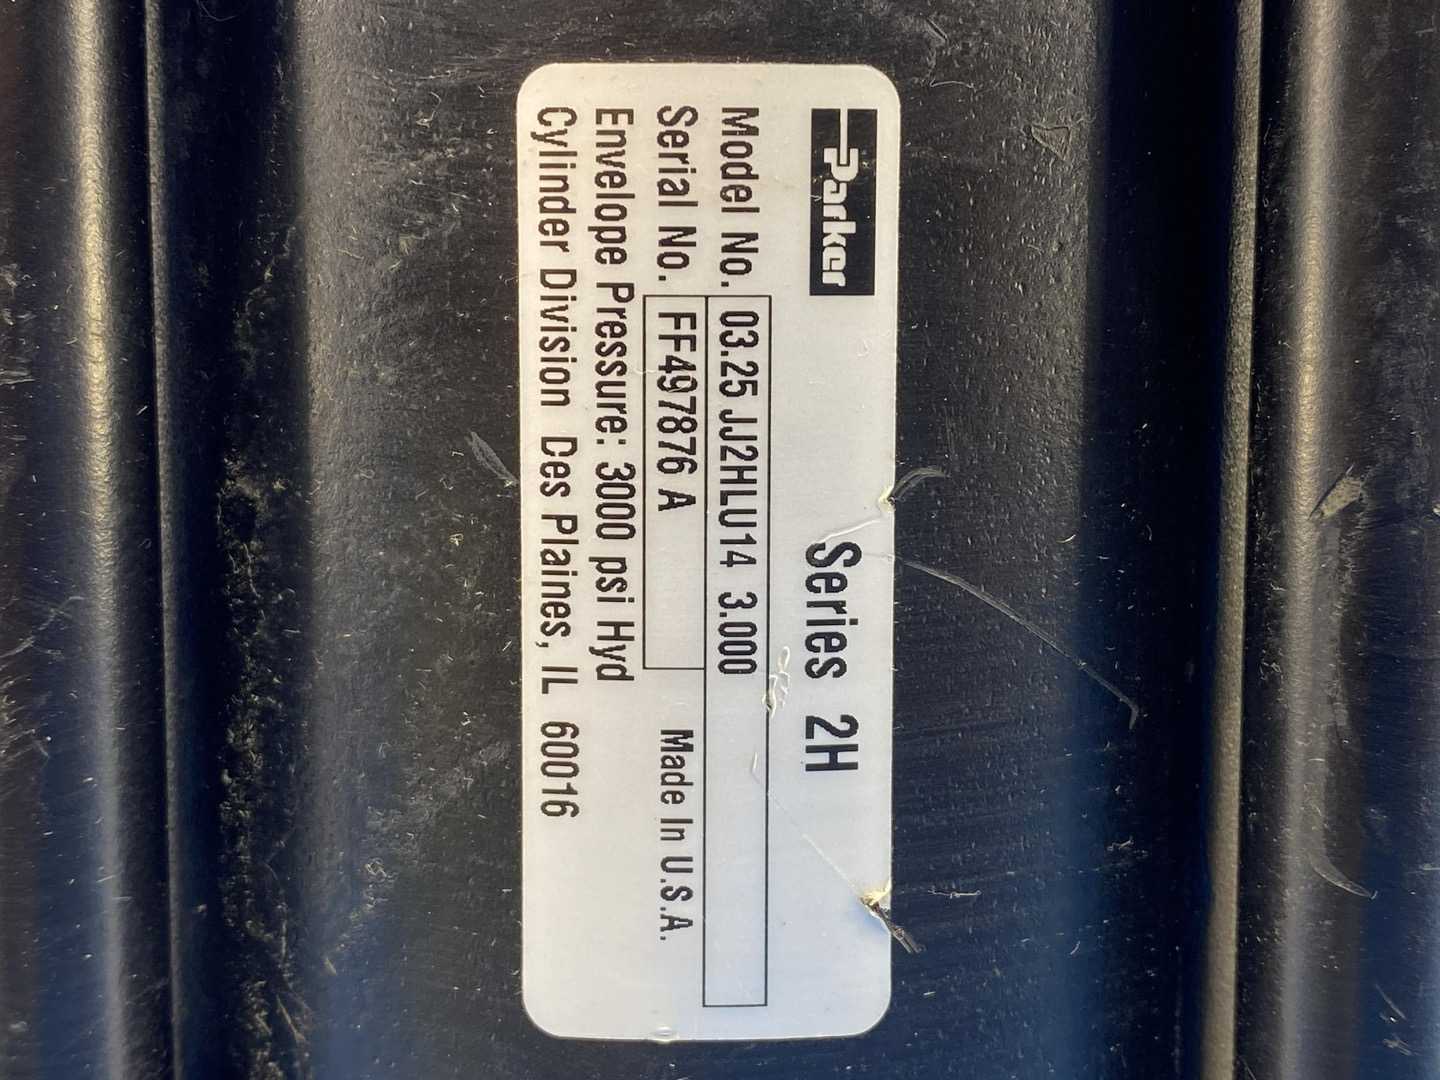 Parker
Series 2H
Model No. 03.25 JJ2HLU14 3.000
Serial No. FF497876 A
Made In U.S.A.
Envelope Pressure: 3000 psi Hyd
Cylinder Division Des Plaines, IL 60016